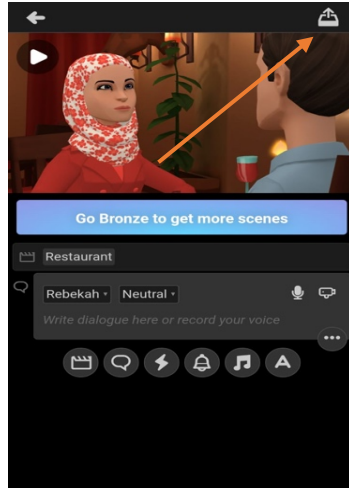 Go Bronze to get more scenes
Restaurant
Rebekah Neutral
Write dialogue here or record your voice
A